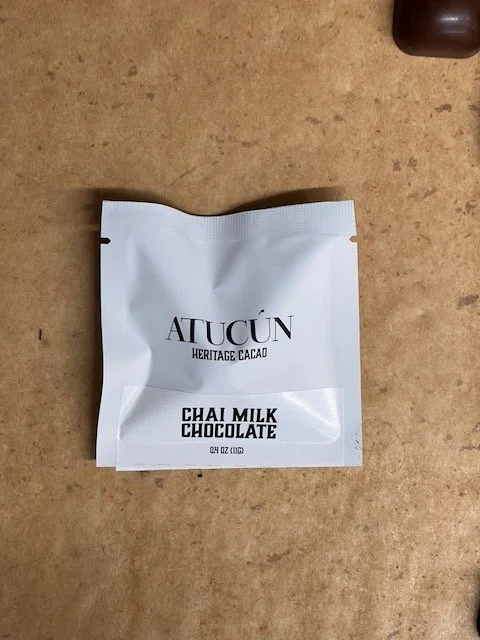 ATUCÚN
HERITAGE CACAO
CHAI MILK
CHOCOLATE
0.4 OZ (11G)